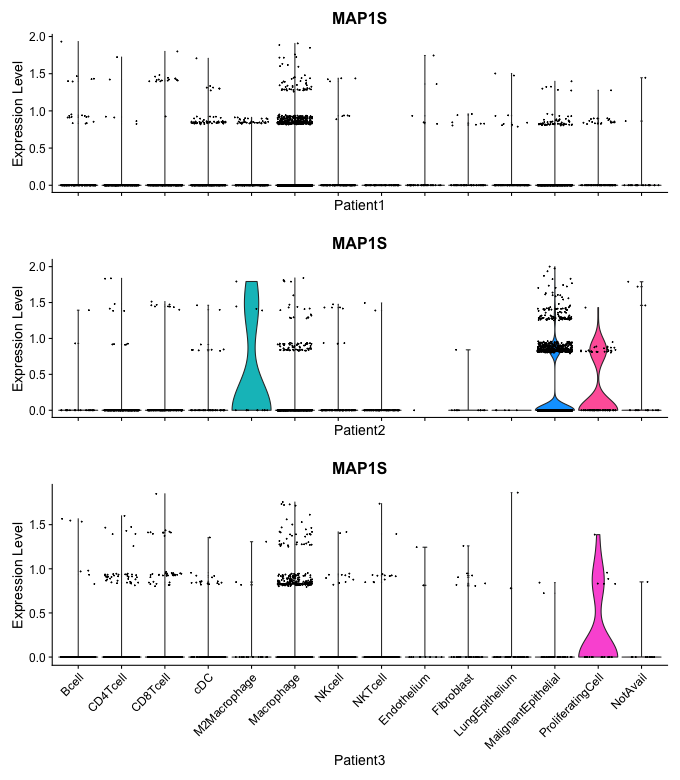 MAP1S
Expression Level
2.0
1.5
1.0
0.5
0.0
Patient1
MAP1S
Expression Level
2.0
1.5
1.0
0.5
0.0
Patient2
MAP1S
Expression Level
1.5
1.0
0.5
0.0
Bcell
CD4Tcell
CD8Tcell
cDC
M2Macrophage
Macrophage
NKcell
NKTcell
Endothelium
Fibroblast
LungEpithelium
MalignantEpithelial
ProliferatingCell
NotAvail
Patient3